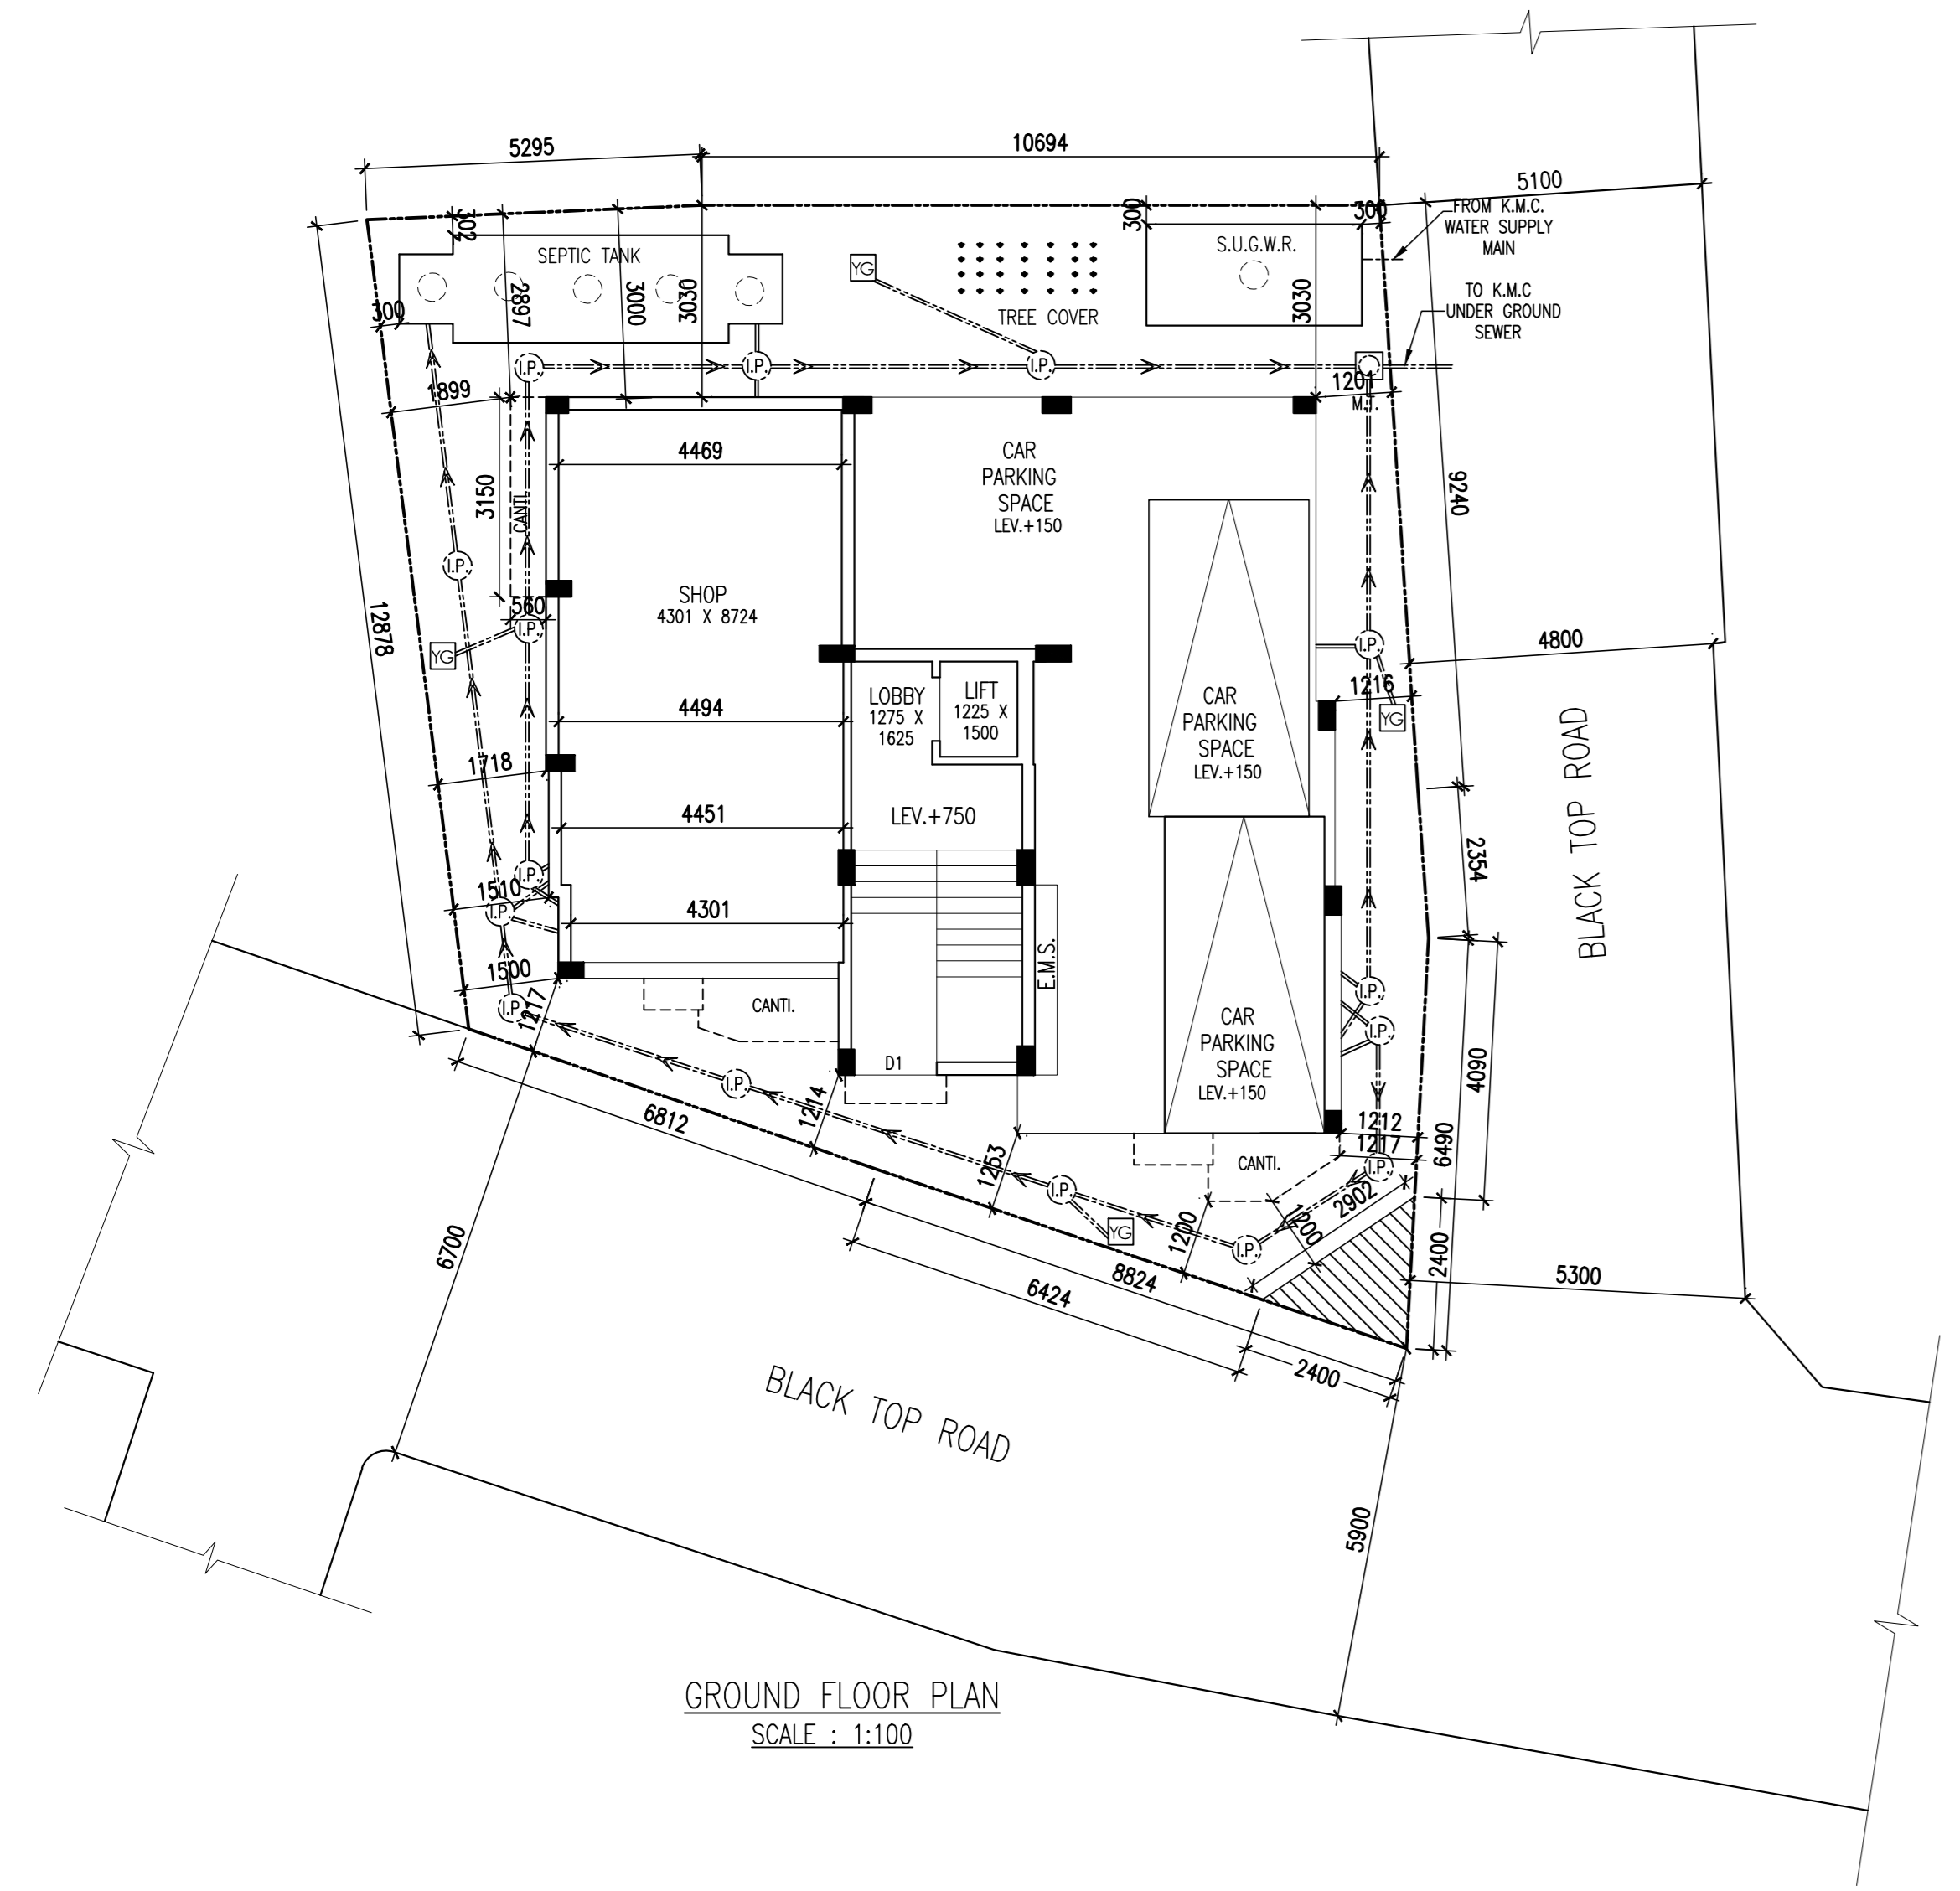 5295
10694
5100
302
300
300
FROM K.M.C.
WATER SUPPLY
MAIN
SEPTIC TANK
S.U.G.W.R.
YG
2897
3000
3030
3030
TREE COVER
TO K.M.C
UNDER GROUND
SEWER
300
I.P.
I.P.
I.P.
1899
1201
4469
CAR
PARKING
SPACE
LEV.+150
3150
CANTI.
9240
I.P.
SHOP
4301 X 8724
560
I.P.
12878
YG
I.P.
4800
LOBBY
1275 X
1625
LIFT
1225 X
1500
CAR
PARKING
SPACE
LEV.+150
1216
YG
4494
1718
4451
LEV.+750
BLACK TOP ROAD
2354
I.P.
1510
I.P.
4301
E.M.S.
1500
I.P.
1217
CANTI.
I.P.
CAR
PARKING
SPACE
LEV.+150
I.P.
D1
4090
I.P.
6812
1214
1212
1217
6490
1253
CANTI.
I.P.
I.P.
2902
YG
1200
1200
I.P.
2400
6700
8824
6424
5300
2400
BLACK TOP ROAD
5900
GROUND FLOOR PLAN
SCALE : 1:100